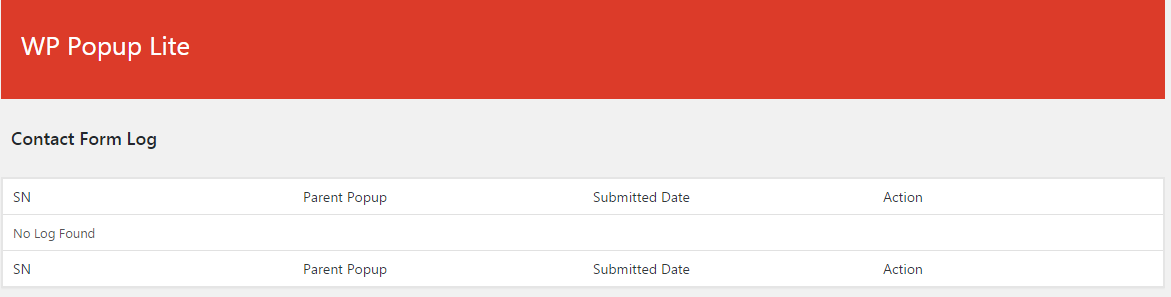 WP Popup Lite
Contact Form Log
SN Parent Popup Submitted Date Action
No Log Found
SN Parent Popup Submitted Date Action